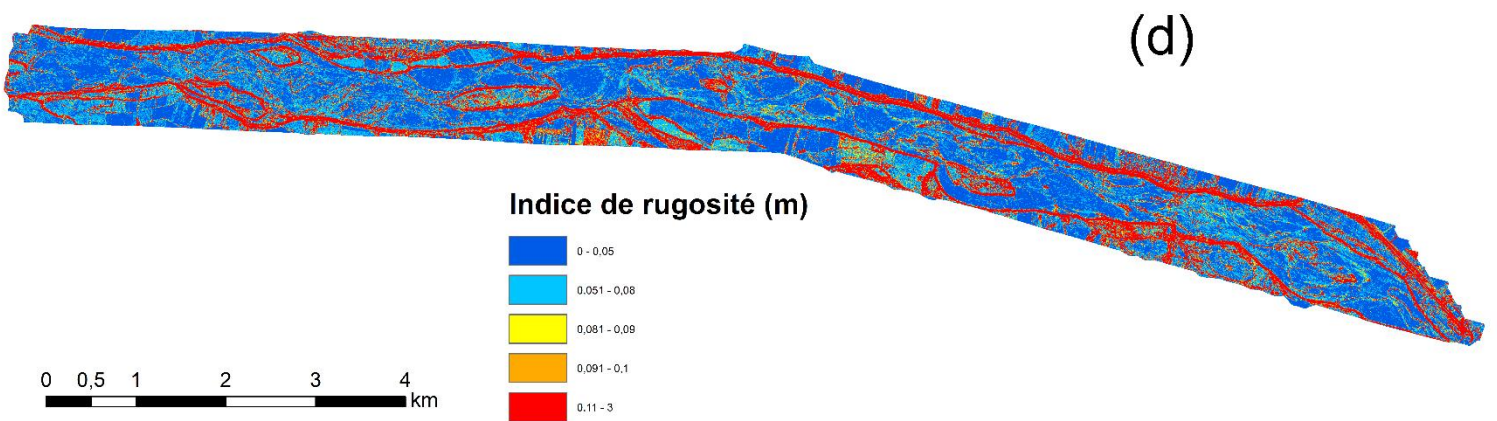 (d)
Indice de rugosité (m)
0 - 0,05
0.051 - 0,08
0,081 - 0,09
0,091 - 0,1
0.11 - 3
0 0,5 1 2 3 4
km